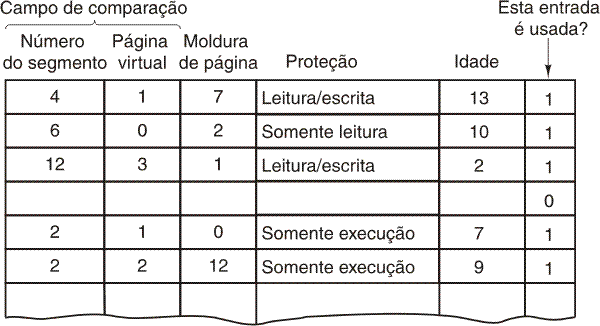 Campo de comparação
Esta entrada
é usada?
Número
do segmento
Página
virtual
Moldura
de página
Proteção
Idade
4 1 7 Leitura/escrita 13 1
6 0 2 Somente leitura 10 1
12 3 1 Leitura/escrita 2 1
0
2 1 0 Somente execução 7 1
2 2 12 Somente execução 9 1